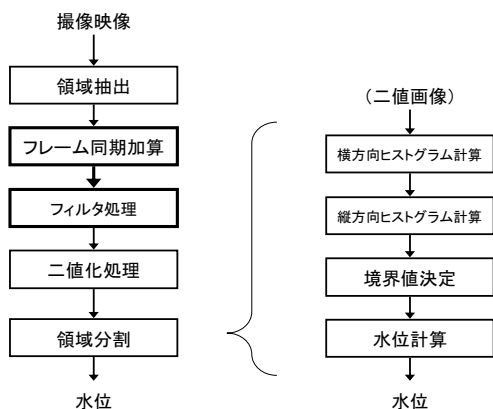 撮像映像
領域抽出
フレーム同期加算
フィルタ処理
二値化処理
領域分割
水位
(二値画像)
横方向ヒストグラム計算
縦方向ヒストグラム計算
境界値決定
水位計算
水位